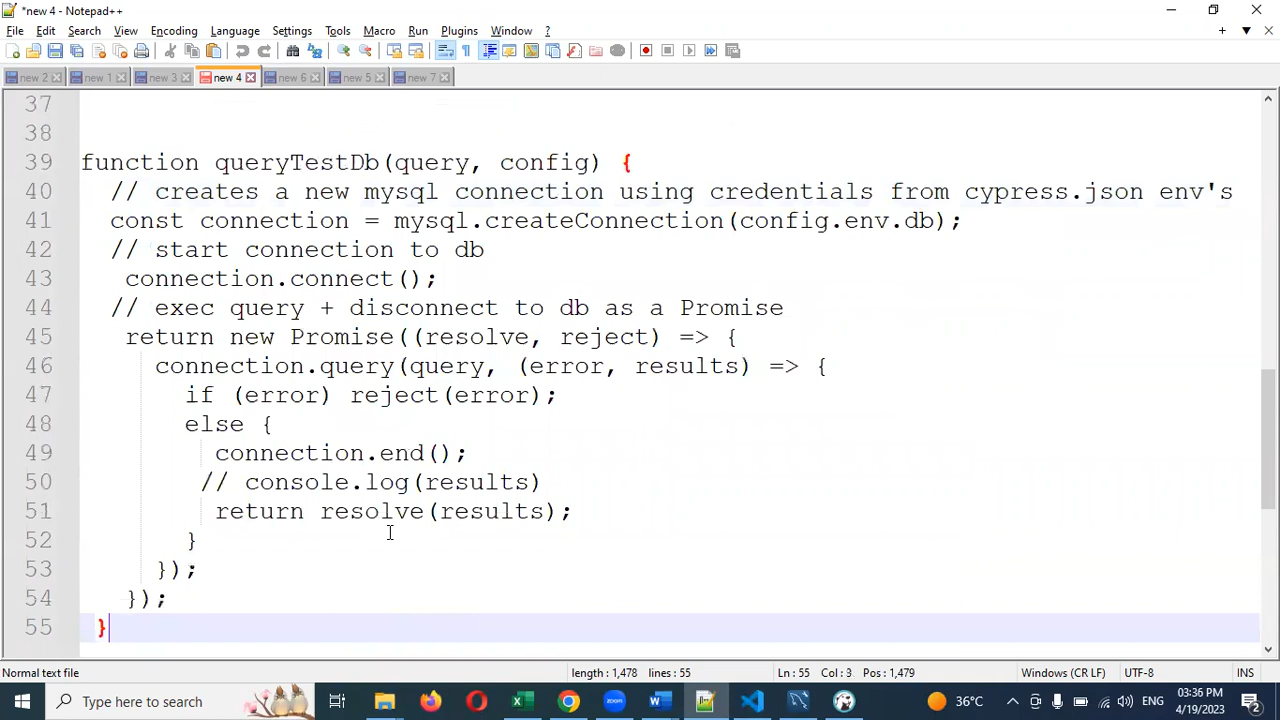 *new 4 - Notepad++
File Edit Search View Encoding Language Settings Tools Macro Run Plugins Window ?
new 2 new 1 new 3 new 4 new 6 new 5 new 7
37
38
39 function queryTestDb(query, config) {
40 // creates a new mysql connection using credentials from cypress.json env's
41 const connection = mysql.createConnection(config.env.db);
42 // start connection to db
43 connection.connect();
44 // exec query + disconnect to db as a Promise
45 return new Promise((resolve, reject) => {
46 connection.query(query, (error, results) => {
47 if (error) reject(error);
48 else {
49 connection.end();
50 // console.log(results)
51 return resolve(results);
52 }
53 });
54 });
55 }
Normal text file length : 1,478 lines : 55 Ln : 55 Col : 3 Pos : 1,479 Windows (CR LF) UTF-8 INS
Type here to search 36°C ENG 03:36 PM
4/19/2023 2